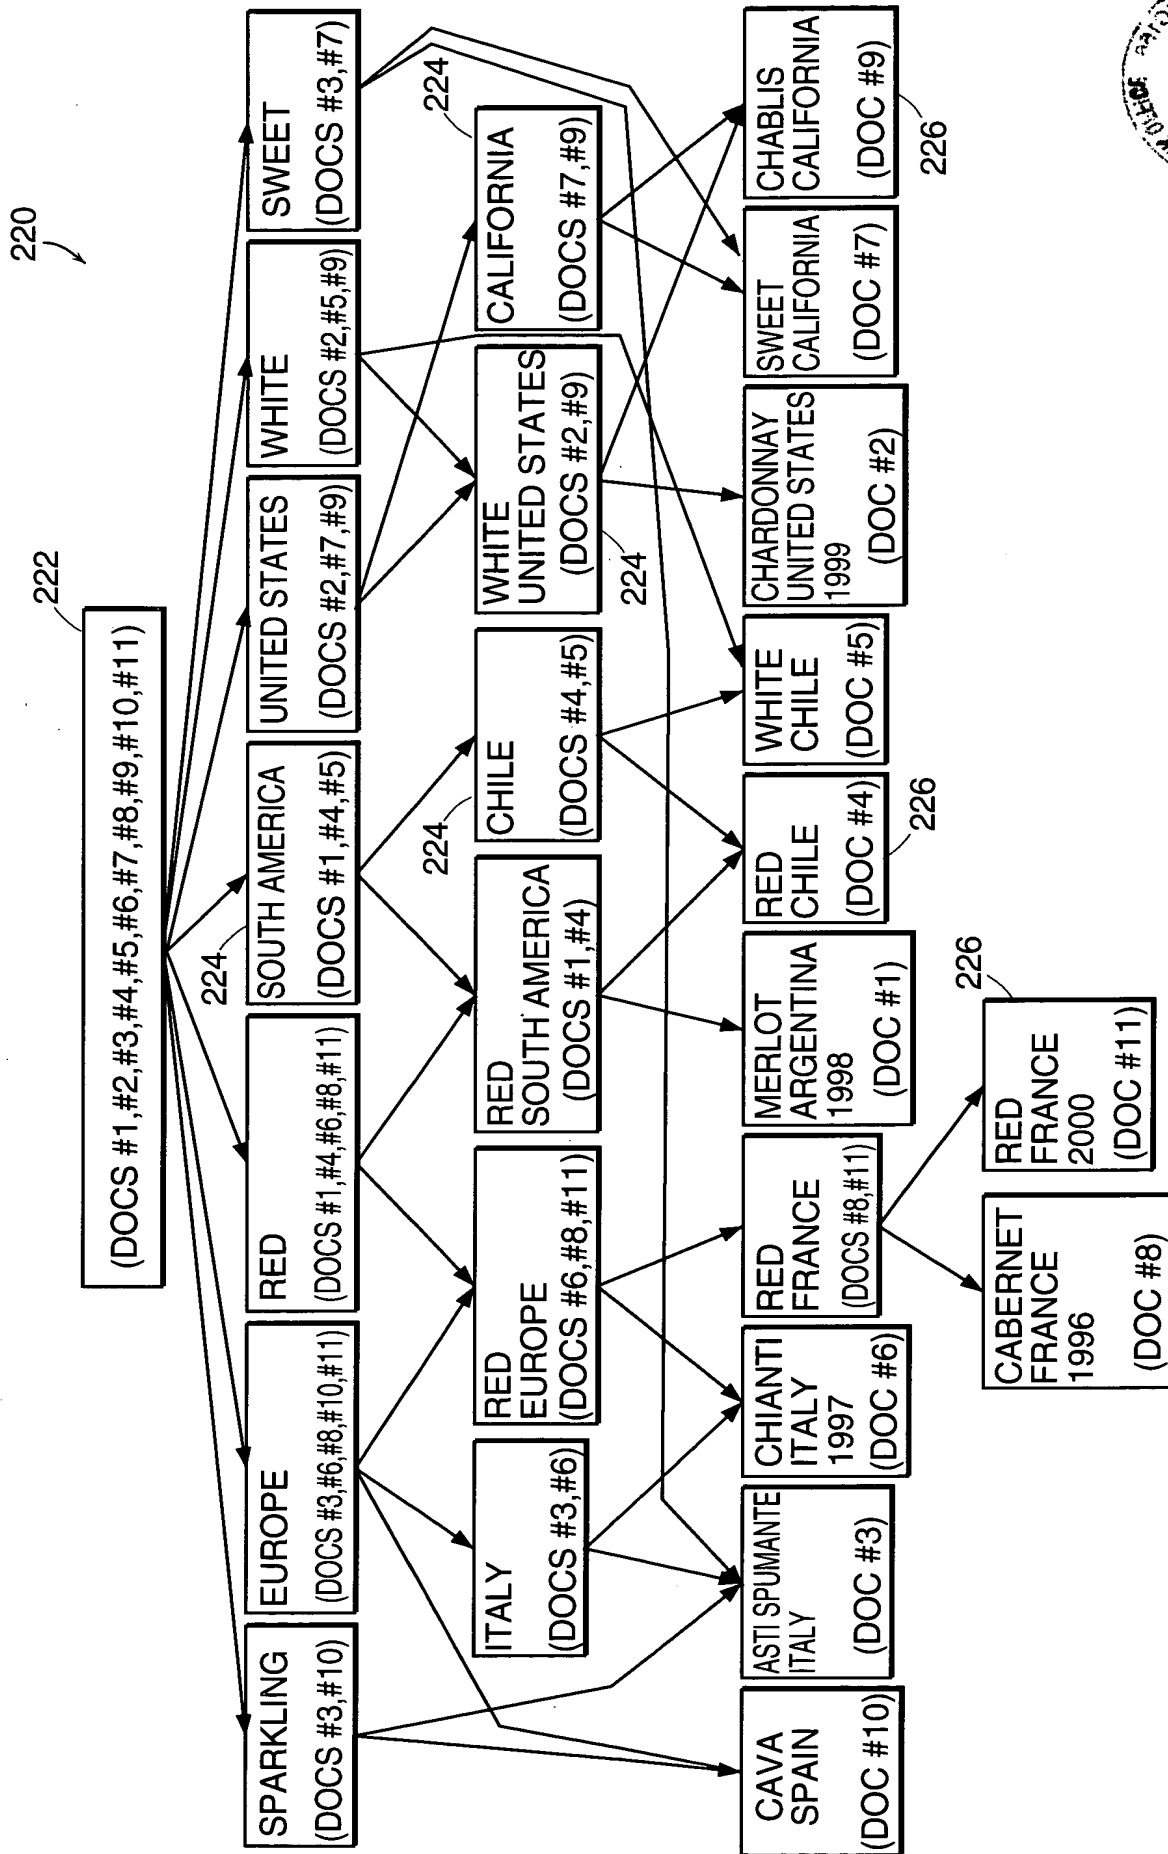 220
222
(DOCS #1,#2,#3,#4,#5,#6,#7,#8,#9,#10,#11)
SPARKLING
(DOCS #3,#10)
EUROPE
(DOCS #3,#6,#8,#10,#11)
RED
(DOCS #1,#4,#6,#8,#11)
224
SOUTH AMERICA
(DOCS #1,#4,#5)
UNITED STATES
(DOCS #2,#7,#9)
WHITE
(DOCS #2,#5,#9)
SWEET
(DOCS #3,#7)
ITALY
(DOCS #3,#6)
RED
EUROPE
(DOCS #6,#8,#11)
RED
SOUTH AMERICA
(DOCS #1,#4)
224
CHILE
(DOCS #4,#5)
WHITE
UNITED STATES
(DOCS #2,#9)
224
224
CALIFORNIA
(DOCS #7,#9)
CAVA
SPAIN
(DOC #10)
ASTI SPUMANTE
ITALY
(DOC #3)
CHIANTI
ITALY
1997
(DOC #6)
RED
FRANCE
(DOCS #8,#11)
MERLOT
ARGENTINA
1998
(DOC #1)
RED
CHILE
(DOC #4)
226
WHITE
CHILE
(DOC #5)
CHARDONNAY
UNITED STATES
1999
(DOC #2)
SWEET
CALIFORNIA
(DOC #7)
CHABLIS
CALIFORNIA
(DOC #9)
226
CABERNET
FRANCE
1996
(DOC #8)
226
RED
FRANCE
2000
(DOC #11)